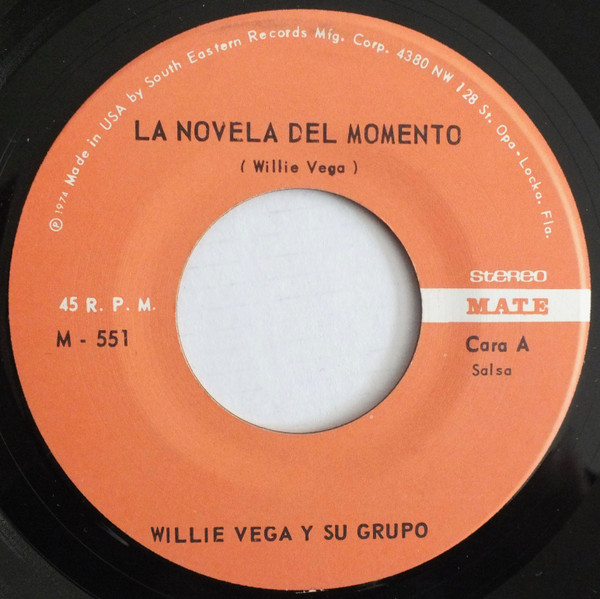 ℗ 1974 Made in USA by South Eastern Records Mig. Corp. 4380 NW 128 St. Opa-Locka, Fla.
LA NOVELA DEL MOMENTO
( Willie Vega )
stereo
45 R. P. M.
MATE
M - 551
Cara A
Salsa
WILLIE VEGA Y SU GRUPO